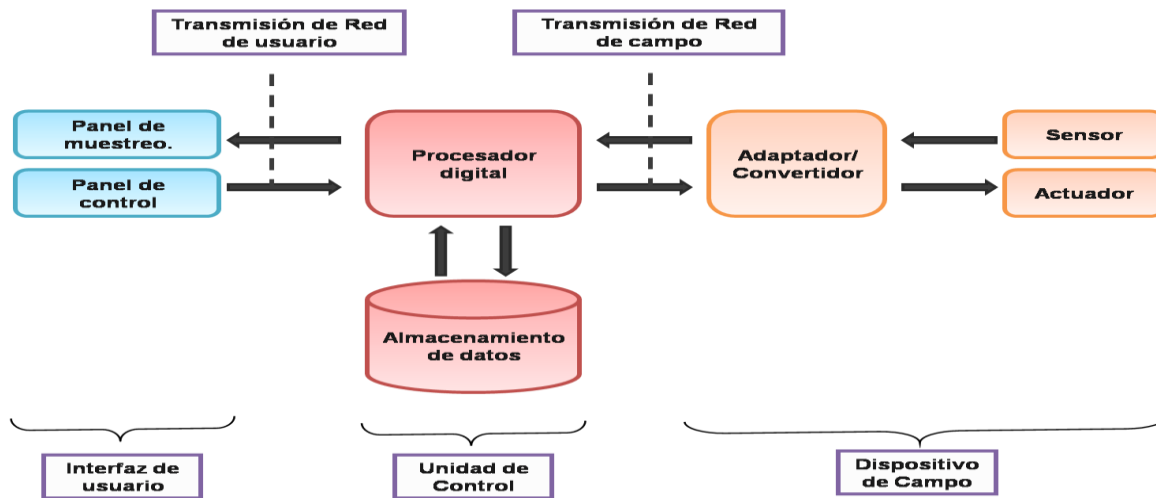 Transmisión de Red
de usuario
Transmisión de Red
de campo
Panel de
muestreo.
Panel de
control
Procesador
digital
Adaptador/
Convertidor
Sensor
Actuador
Almacenamiento
de datos
Interfaz de
usuario
Unidad de
Control
Dispositivo
de Campo